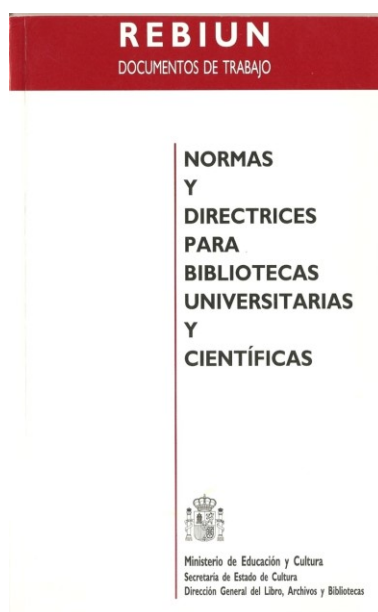 REBIUN
DOCUMENTOS DE TRABAJO
NORMAS
Y
DIRECTRICES
PARA
BIBLIOTECAS
UNIVERSITARIAS
Y
CIENTÍFICAS
Ministerio de Educación y Cultura
Secretaría de Estado de Cultura
Dirección General del Libro, Archivos y Bibliotecas